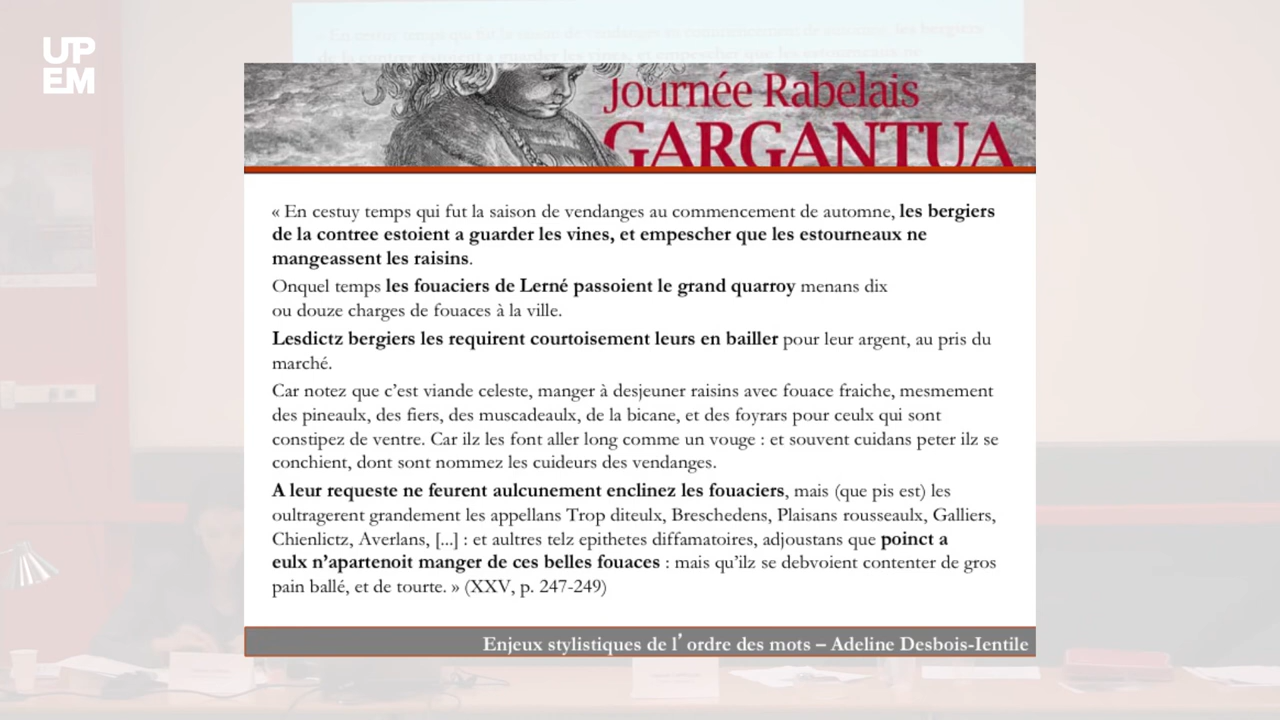 UP
EM
Journée Rabelais
GARGANTUA
« En cestuy temps qui fut la saison de vendanges au commencement de automne, les bergiers
de la contree estoient a guarder les vines, et empescher que les estourneaux ne
mangeassent les raisins.
Onquel temps les fouaciers de Lerné passoient le grand quarroy menans dix
ou douze charges de fouaces à la ville.
Lesdictz bergiers les requirent courtoisement leurs en bailler pour leur argent, au pris du
marché.
Car notez que c’est viande celeste, manger à desjeuner raisins avec fouace fraiche, mesmement
des pineaulx, des fiers, des muscadeaulx, de la bicane, et des foyrars pour ceulx qui sont
constipez de ventre. Car ilz les font aller long comme un vouge : et souvent cuidans peter ilz se
conchient, dont sont nommez les cuideurs des vendanges.
A leur requeste ne feurent aulcunement enclinez les fouaciers, mais (que pis est) les
oultragerent grandement les appellans Trop diteulx, Breschedens, Plaisans rousseaulx, Galliers,
Chienlictz, Averlans, [...] : et aultres telz epithetes diffamatoires, adjoustans que poinct a
eulx n’apartenoit manger de ces belles fouaces : mais qu’ilz se debvoient contenter de gros
pain ballé, et de tourte. » (XXV, p. 247-249)
Enjeux stylistiques de l’ordre des mots – Adeline Desbois-Ientile